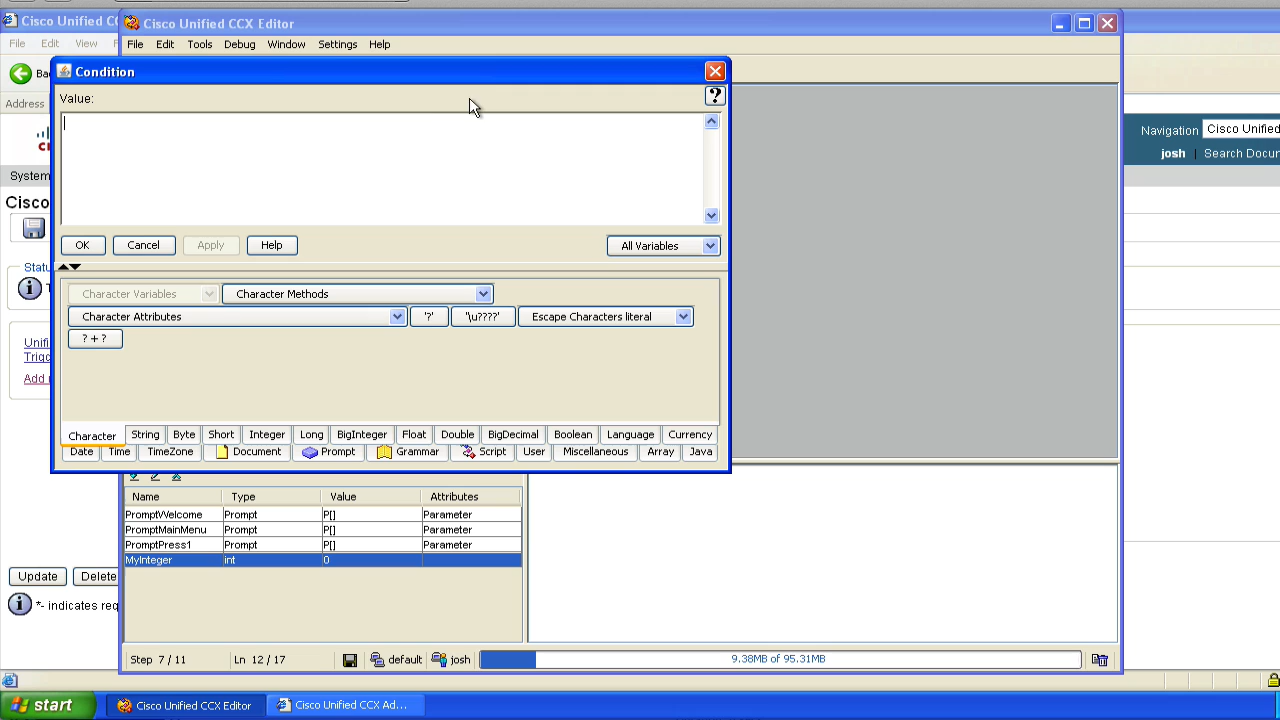 Cisco Unified CC
Cisco Unified CCX Editor
File Edit View
File Edit Tools Debug Window Settings Help
Ba
Condition
Address
Value:
?
Navigation Cisco Unified
josh | Search Docu
System
Cisco
OK Cancel Apply Help All Variables
Statu
Character Variables Character Methods
Character Attributes '?' '\u????' Escape Characters literal
? + ?
Unifi
Trigg
Add
Character String Byte Short Integer Long BigInteger Float Double BigDecimal Boolean Language Currency
Date Time TimeZone Document Prompt Grammar Script User Miscellaneous Array Java
Name Type Value Attributes
PromptWelcome Prompt P[] Parameter
PromptMainMenu Prompt P[] Parameter
PromptPress1 Prompt P[] Parameter
MyInteger int 0
Update Delete
*- indicates req
Step 7 / 11 Ln 12 / 17 default josh 9.38MB of 95.31MB
start Cisco Unified CCX Editor Cisco Unified CCX Ad...